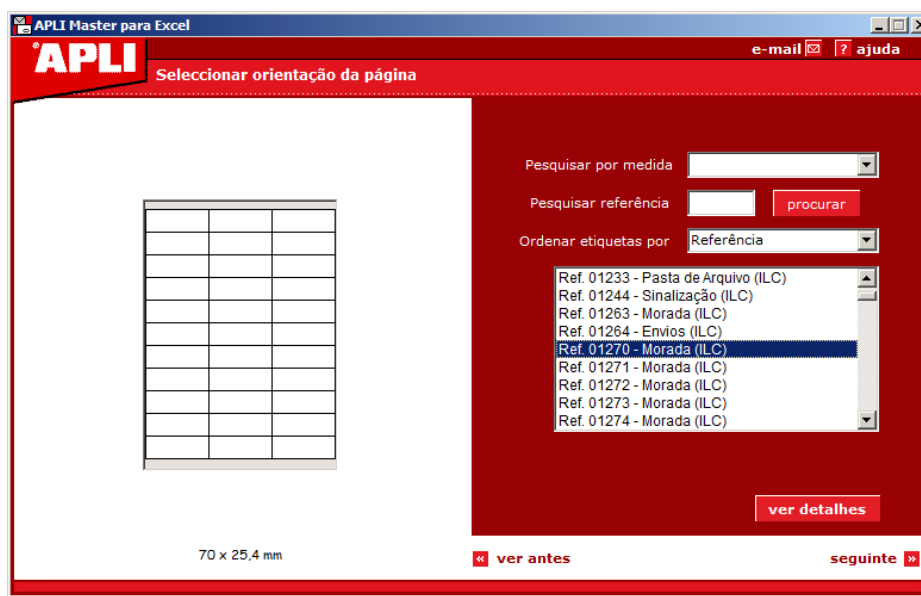 APLI Master para Excel
e-mail ? ajuda
APLI
Seleccionar orientação da página
Pesquisar por medida
Pesquisar referência procurar
Ordenar etiquetas por Referência
Ref. 01233 - Pasta de Arquivo (ILC)
Ref. 01244 - Sinalização (ILC)
Ref. 01263 - Morada (ILC)
Ref. 01264 - Envios (ILC)
Ref. 01270 - Morada (ILC)
Ref. 01271 - Morada (ILC)
Ref. 01272 - Morada (ILC)
Ref. 01273 - Morada (ILC)
Ref. 01274 - Morada (ILC)
ver detalhes
70 x 25,4 mm
« ver antes
seguinte »